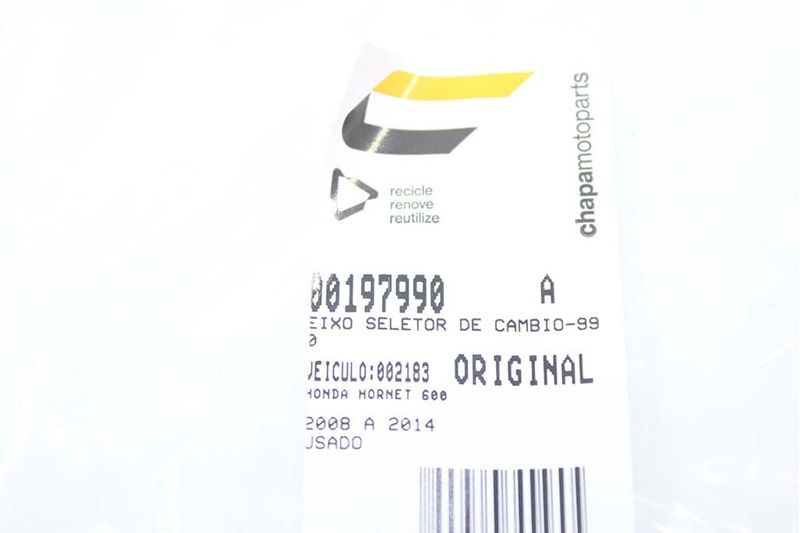 chapamotoparts
recicle
renove
reutilize
00197990 A
EIXO SELETOR DE CAMBIO-99
0
VEICULO:002183 ORIGINAL
HONDA HORNET 600
2008 A 2014
USADO